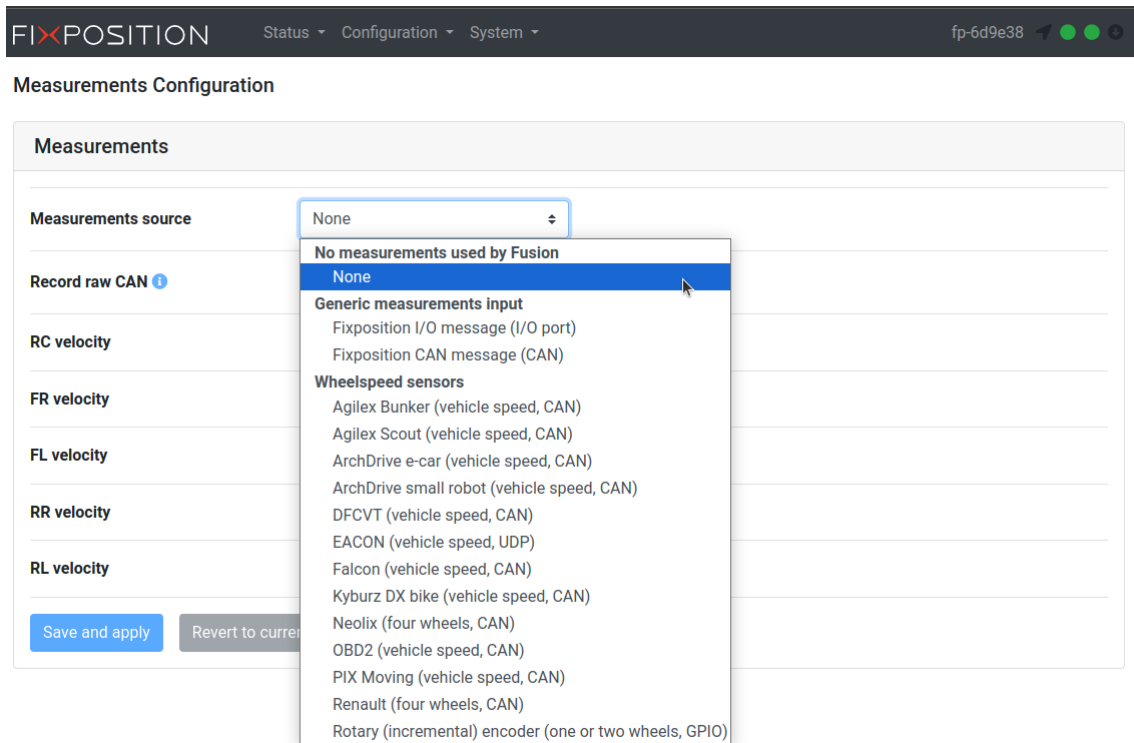 FIXPOSITION Status Configuration System fp-6d9e38
Measurements Configuration
Measurements
Measurements source None
No measurements used by Fusion
None
Record raw CAN
Generic measurements input
Fixposition I/O message (I/O port)
RC velocity
Fixposition CAN message (CAN)
Wheelspeed sensors
FR velocity
Agilex Bunker (vehicle speed, CAN)
Agilex Scout (vehicle speed, CAN)
FL velocity
ArchDrive e-car (vehicle speed, CAN)
ArchDrive small robot (vehicle speed, CAN)
RR velocity
DFCVT (vehicle speed, CAN)
EACON (vehicle speed, UDP)
RL velocity
Falcon (vehicle speed, CAN)
Kyburz DX bike (vehicle speed, CAN)
Neolix (four wheels, CAN)
Save and apply Revert to curre
OBD2 (vehicle speed, CAN)
PIX Moving (vehicle speed, CAN)
Renault (four wheels, CAN)
Rotary (incremental) encoder (one or two wheels, GPIO)